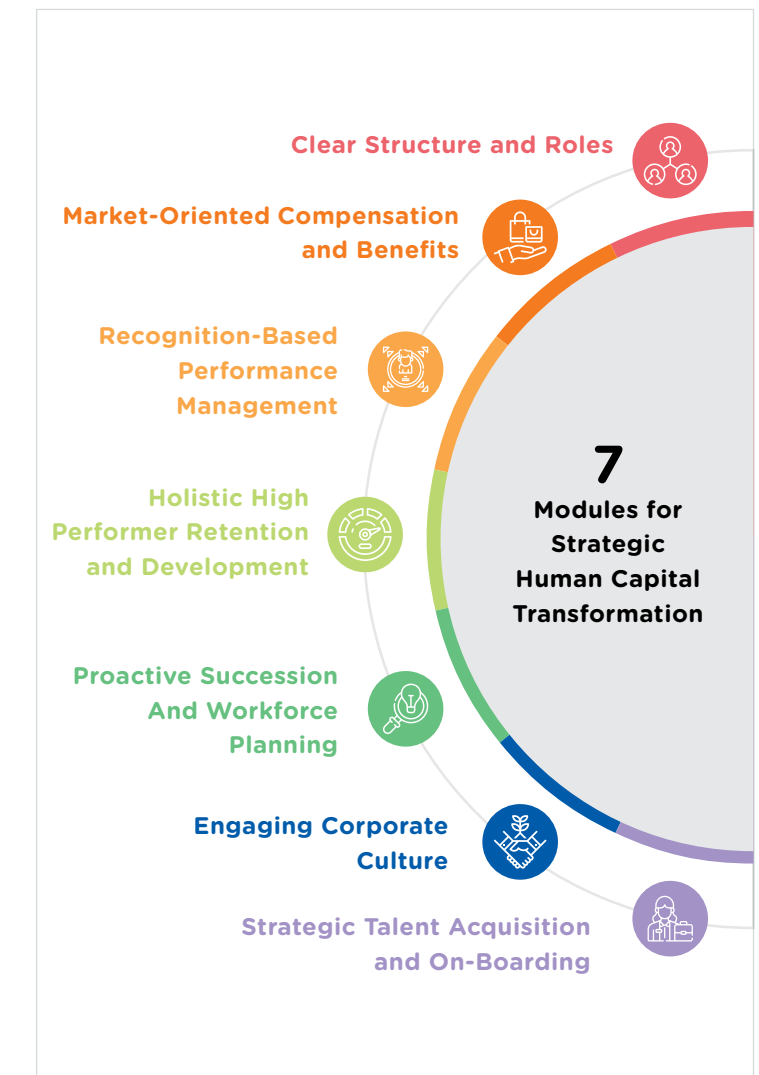 Clear Structure and Roles
Market-Oriented Compensation
and Benefits
Recognition-Based
Performance
Management
Holistic High
Performer Retention
and Development
Proactive Succession
And Workforce
Planning
Engaging Corporate
Culture
Strategic Talent Acquisition
and On-Boarding
7
Modules for
Strategic
Human Capital
Transformation